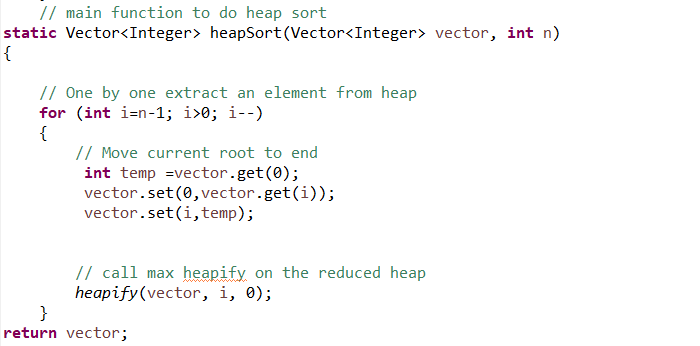 // main function to do heap sort
static Vector<Integer> heapSort(Vector<Integer> vector, int n)
{
// One by one extract an element from heap
for (int i=n-1; i>0; i--)
{
// Move current root to end
int temp =vector.get(0);
vector.set(0,vector.get(i));
vector.set(i,temp);
// call max heapify on the reduced heap
heapify(vector, i, 0);
}
return vector;